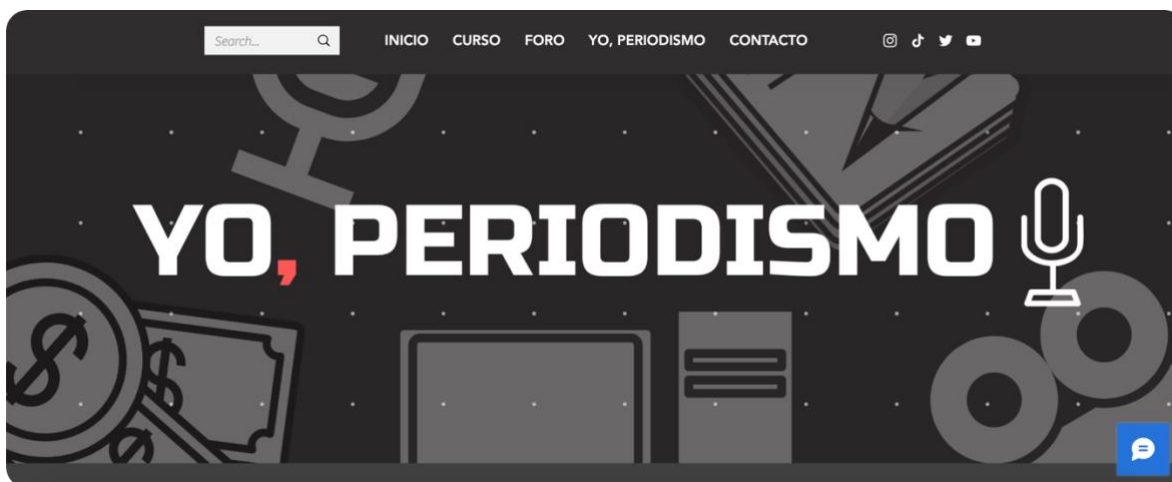 Search... INICIO CURSO FORO YO, PERIODISMO CONTACTO
YO, PERIODISMO
$ $